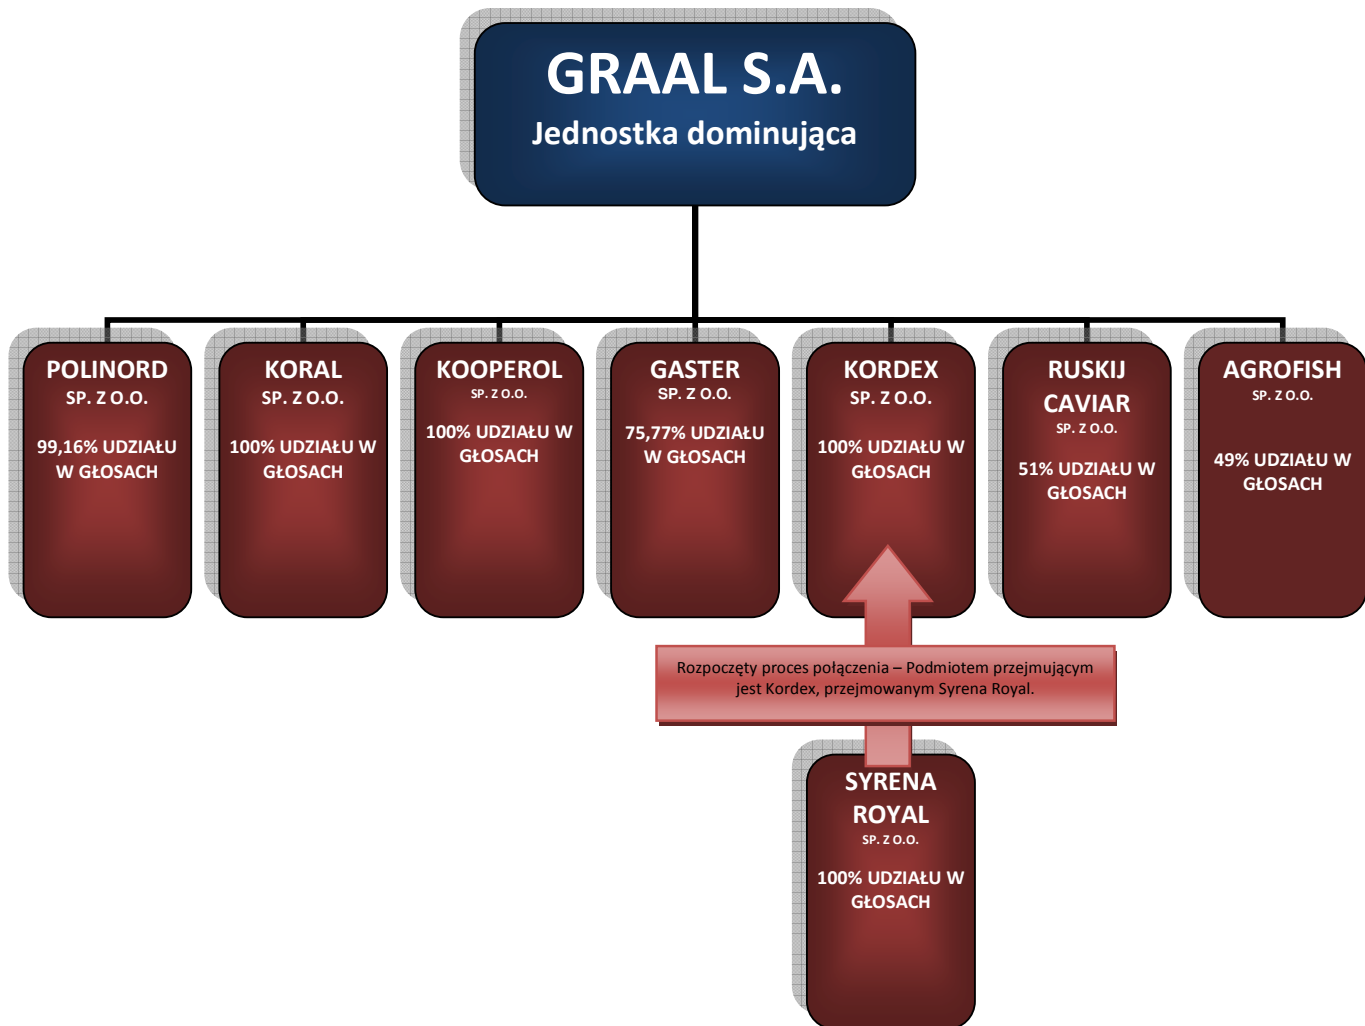 GRAAL S.A.
Jednostka dominująca
POLINORD
SP. Z O.O.
99,16% UDZIAŁU
W GŁOSACH
KORAL
SP. Z O.O.
100% UDZIAŁU W
GŁOSACH
KOOPEROL
SP. Z O.O.
100% UDZIAŁU W
GŁOSACH
GASTER
SP. Z O.O.
75,77% UDZIAŁU
W GŁOSACH
KORDEX
SP. Z O.O.
100% UDZIAŁU W
GŁOSACH
RUSKIJ
CAVIAR
SP. Z O.O.
51% UDZIAŁU W
GŁOSACH
AGROFISH
SP. Z O.O.
49% UDZIAŁU W
GŁOSACH
Rozpoczęty proces połączenia – Podmiotem przejmującym
jest Kordex, przejmowanym Syrena Royal.
SYRENA
ROYAL
SP. Z O.O.
100% UDZIAŁU W
GŁOSACH